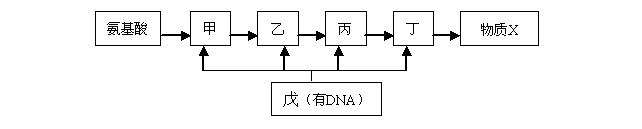 氨基酸 甲 乙 丙 丁 物质X
戊（有DNA）